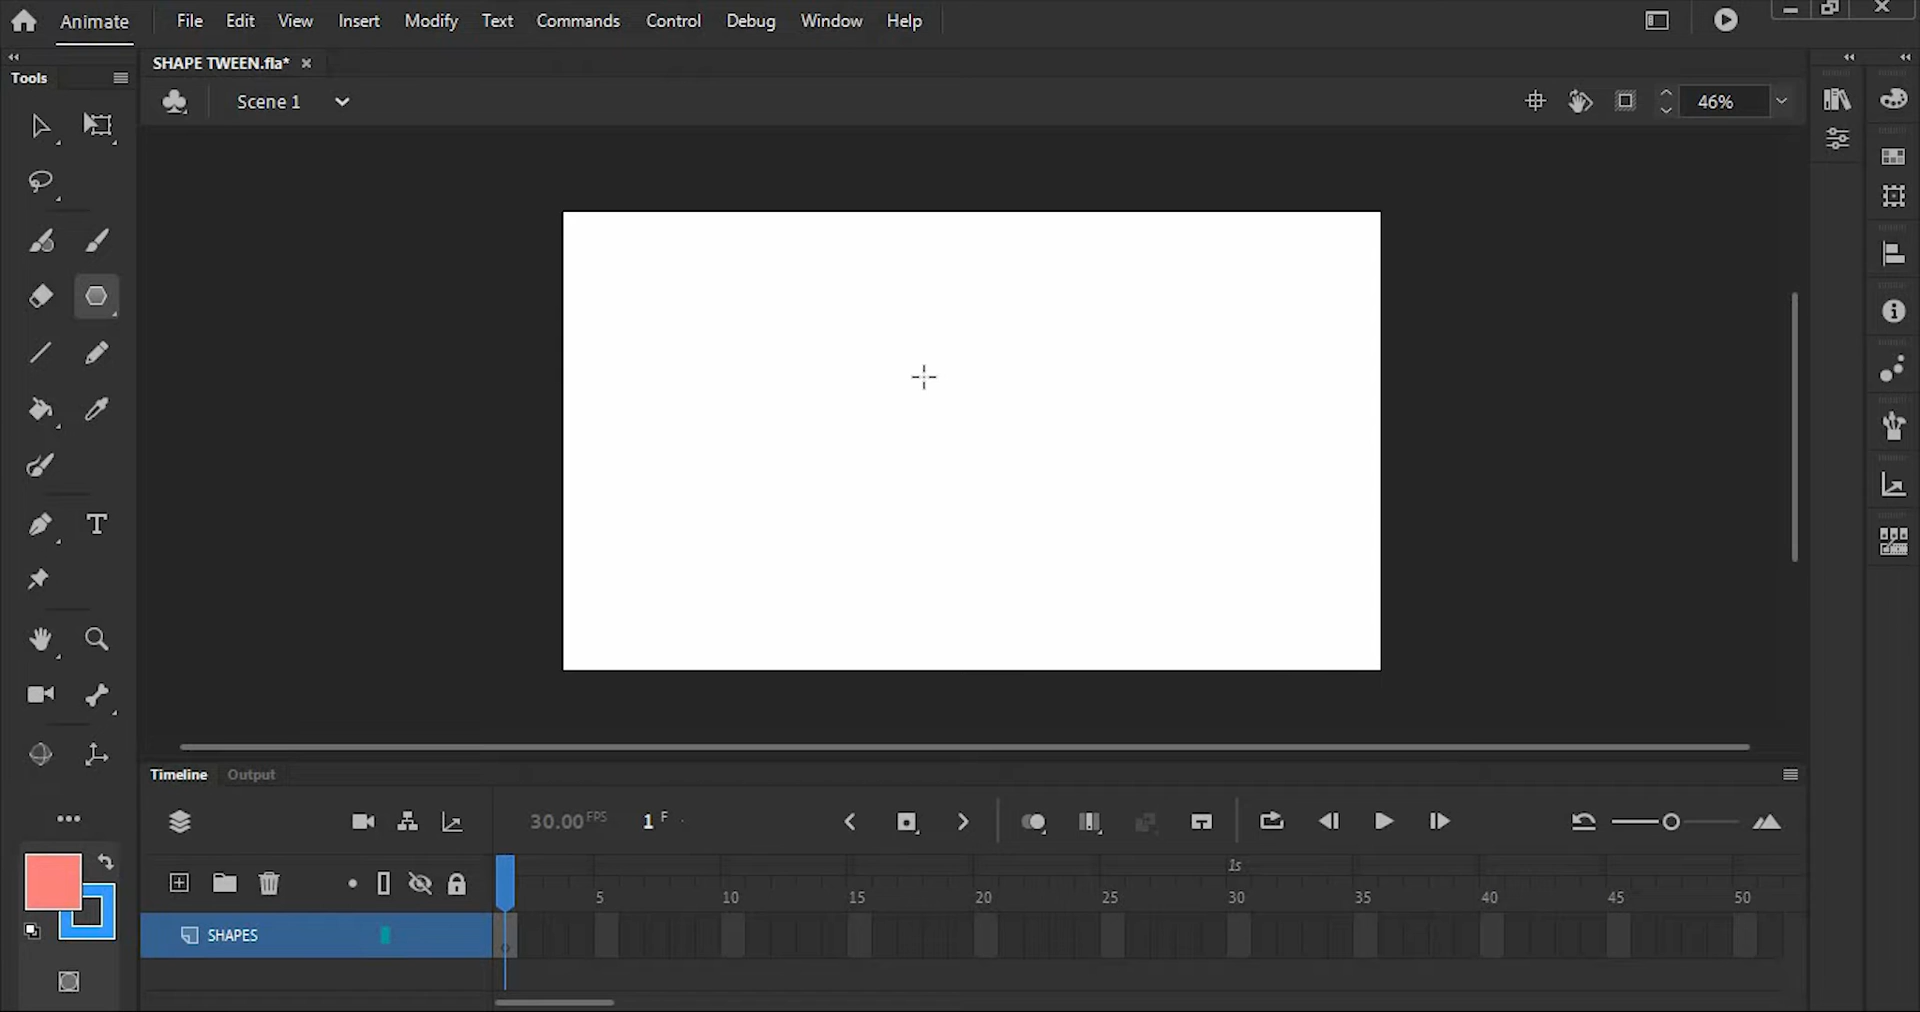 Animate File Edit View Insert Modify Text Commands Control Debug Window Help
SHAPE TWEEN.fla*
Tools
Scene 1
46%
Timeline Output
30.00 FPS 1 F
1s
5 10 15 20 25 30 35 40 45 50
SHAPES